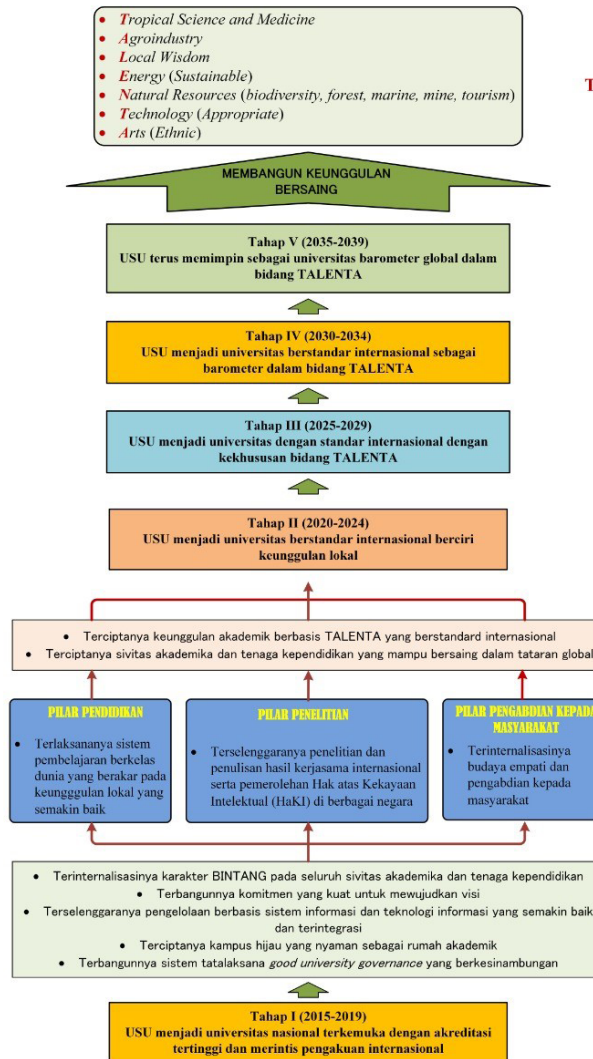 • Tropical Science and Medicine
• Agroindustry
• Local Wisdom
• Energy (Sustainable)
• Natural Resources (biodiversity, forest, marine, mine, tourism)
• Technology (Appropriate)
• Arts (Ethnic)
T
MEMBANGUN KEUNGGULAN
BERSAING
Tahap V (2035-2039)
USU terus memimpin sebagai universitas barometer global dalam
bidang TALENTA
Tahap IV (2030-2034)
USU menjadi universitas berstandar internasional sebagai
barometer dalam bidang TALENTA
Tahap III (2025-2029)
USU menjadi universitas dengan standar internasional dengan
kekhususan bidang TALENTA
Tahap II (2020-2024)
USU menjadi universitas berstandar internasional berciri
keunggulan lokal
• Terciptanya keunggulan akademik berbasis TALENTA yang berstandard internasional
• Terciptanya sivitas akademika dan tenaga kependidikan yang mampu bersaing dalam tataran global
PILAR PENDIDIKAN
• Terlaksananya sistem
pembelajaran berkelas
dunia yang berakar pada
keungggulan lokal yang
semakin baik
PILAR PENELITIAN
• Terselenggaranya penelitian dan
penulisan hasil kerjasama internasional
serta pemerolehan Hak atas Kekayaan
Intelektual (HaKI) di berbagai negara
PILAR PENGABDIAN KEPADA
MASYARAKAT
• Terinternalisasinya
budaya empati dan
pengabdian kepada
masyarakat
• Terinternalisasinya karakter BINTANG pada seluruh sivitas akademika dan tenaga kependidikan
• Terbangunnya komitmen yang kuat untuk mewujudkan visi
• Terselenggaranya pengelolaan berbasis sistem informasi dan teknologi informasi yang semakin baik
dan terintegrasi
• Terciptanya kampus hijau yang nyaman sebagai rumah akademik
• Terbangunnya sistem tatalaksana good university governance yang berkesinambungan
Tahap I (2015-2019)
USU menjadi universitas nasional terkemuka dengan akreditasi
tertinggi dan merintis pengakuan internasional